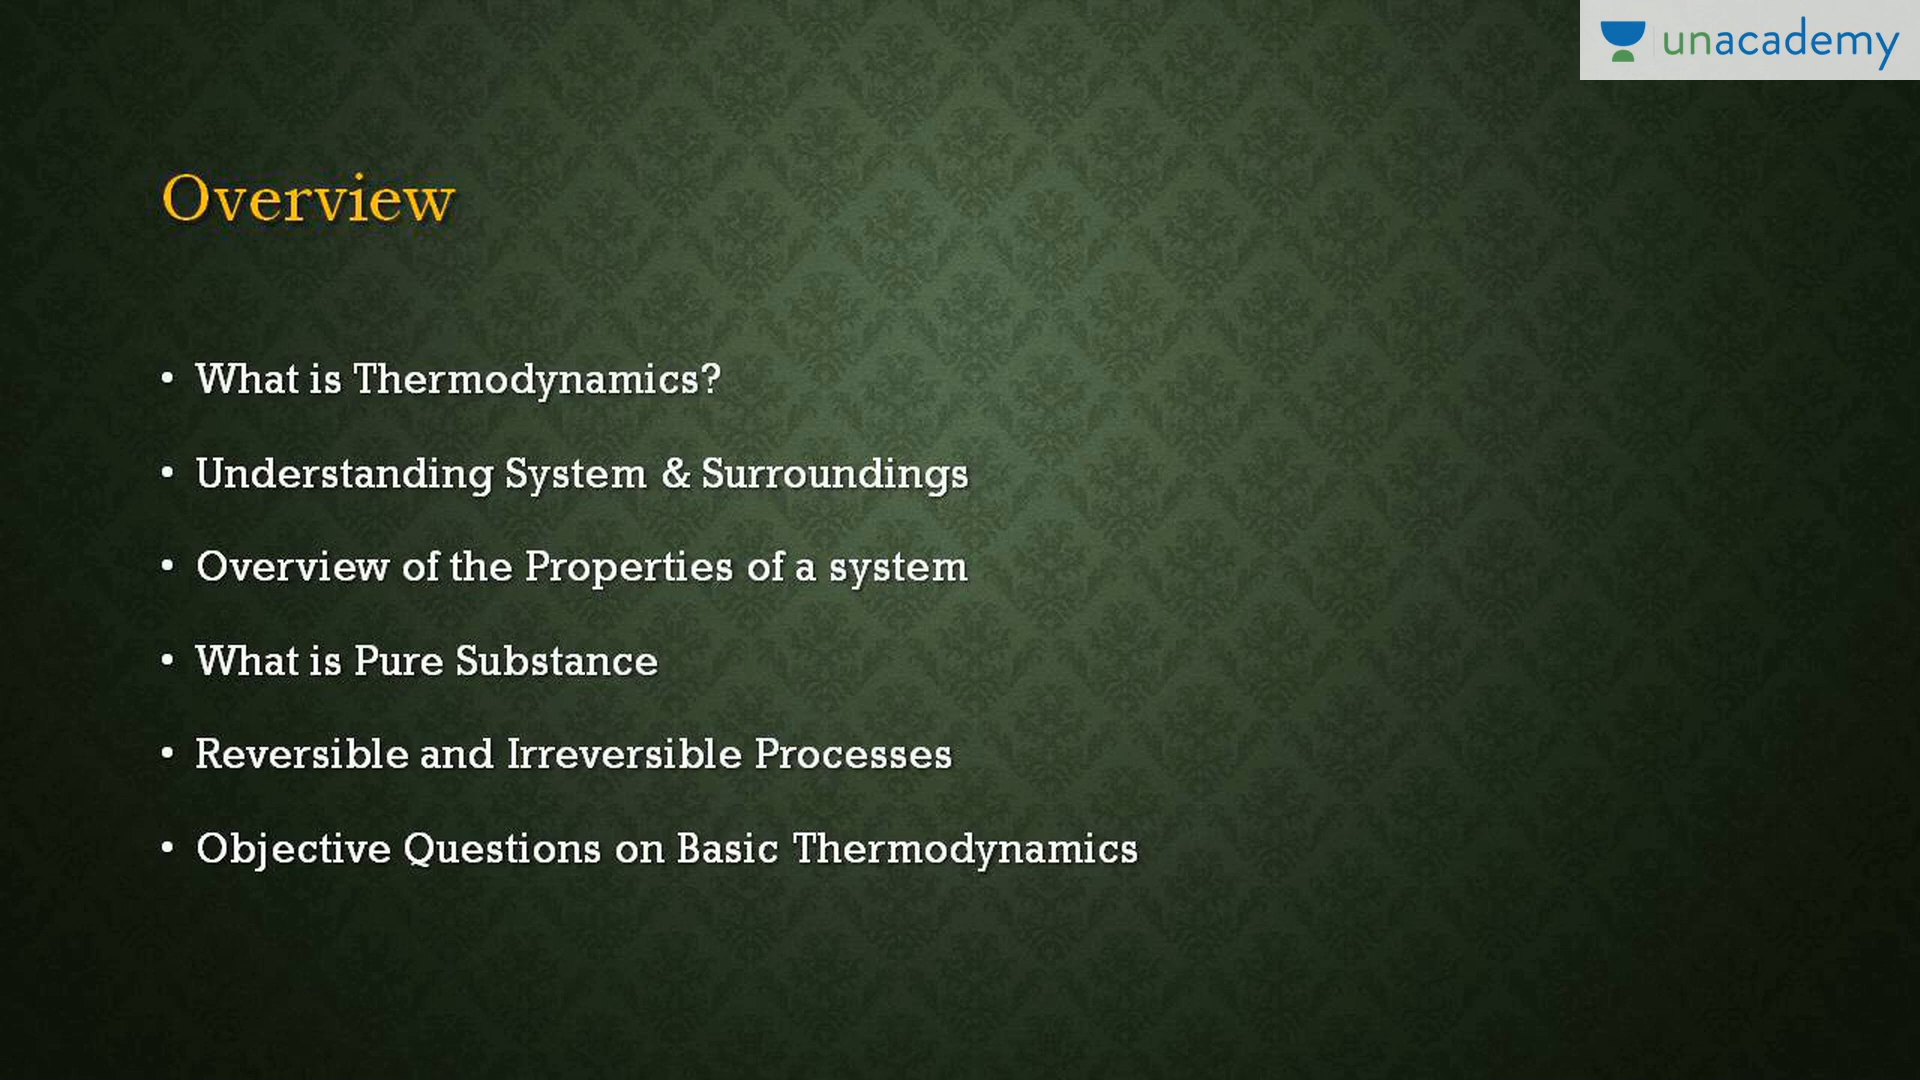 unacademy
Overview
• What is Thermodynamics?
• Understanding System & Surroundings
• Overview of the Properties of a system
• What is Pure Substance
• Reversible and Irreversible Processes
• Objective Questions on Basic Thermodynamics